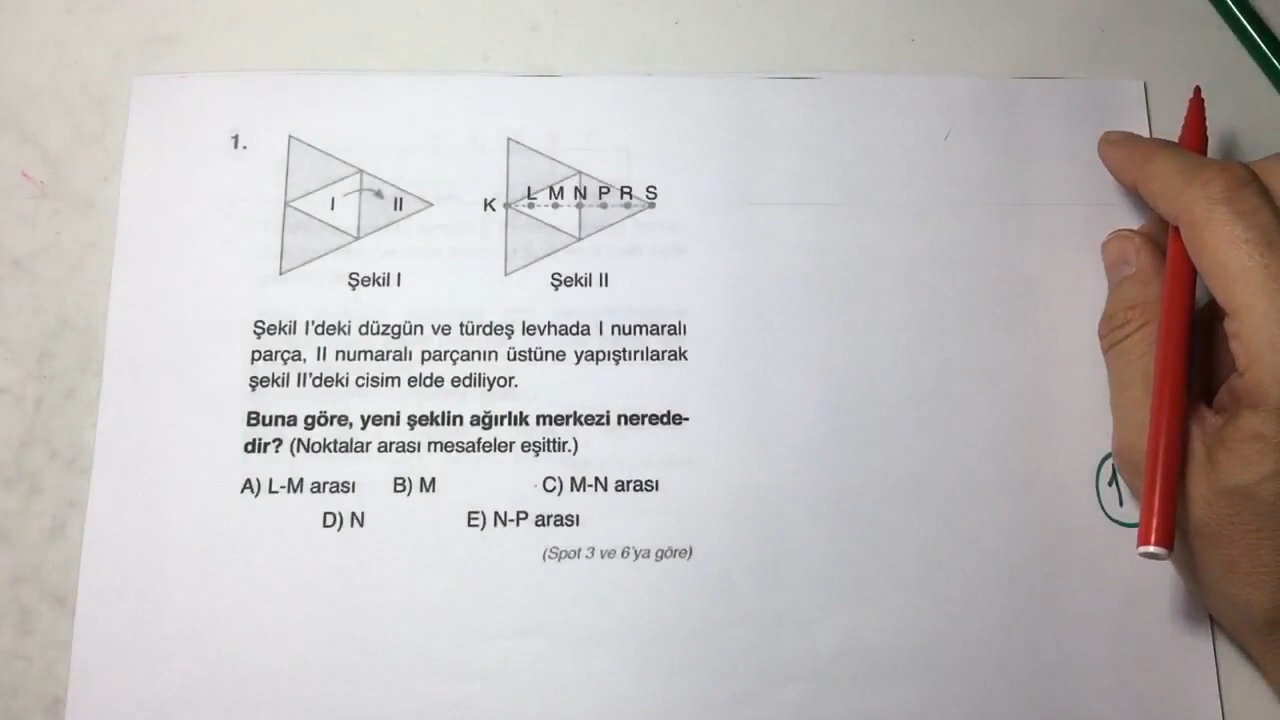 1.
I II
K L M N P R S
Şekil I Şekil II
Şekil I'deki düzgün ve türdeş levhada I numaralı
parça, II numaralı parçanın üstüne yapıştırılarak
şekil II'deki cisim elde ediliyor.
Buna göre, yeni şeklin ağırlık merkezi nerede-
dir? (Noktalar arası mesafeler eşittir.)
A) L-M arası B) M C) M-N arası
D) N E) N-P arası
(Spot 3 ve 6'ya göre)
1